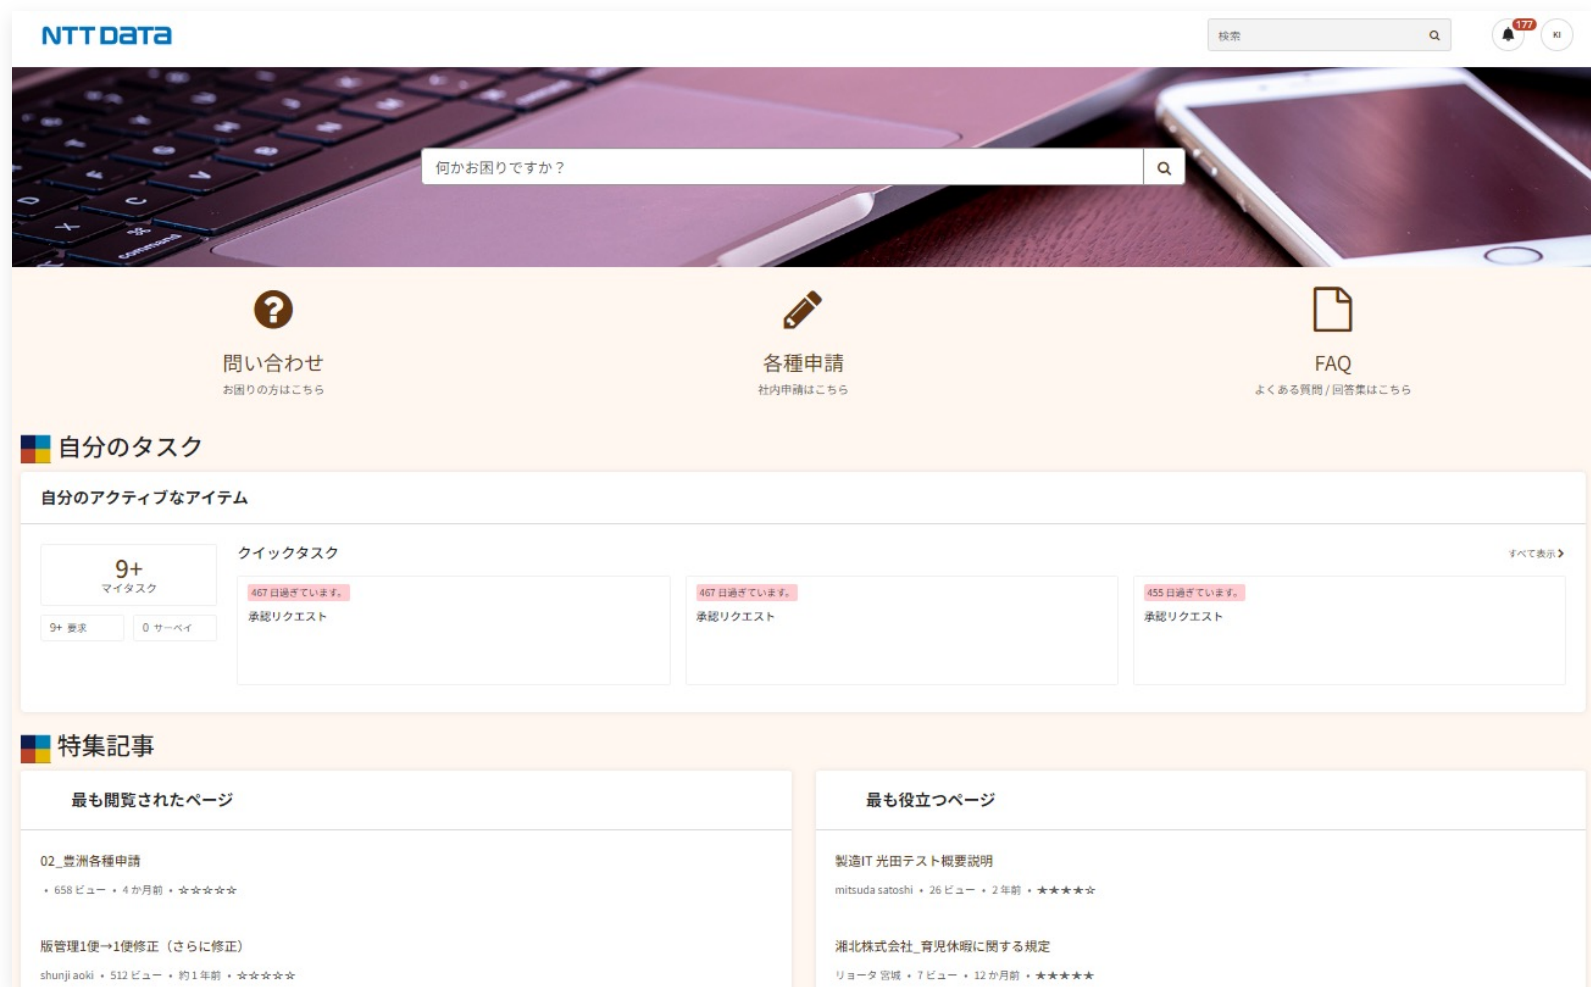 NTT DATA
検索
177
KI
何かお困りですか？
問い合わせ
お困りの方はこちら
各種申請
社内申請はこちら
FAQ
よくある質問 / 回答集はこちら
自分のタスク
自分のアクティブなアイテム
9+
マイタスク
9+ 要求
0 サーベイ
クイックタスク
すべて表示
467 日過ぎています。
承認リクエスト
467 日過ぎています。
承認リクエスト
455 日過ぎています。
承認リクエスト
特集記事
最も閲覧されたページ
02_豊洲各種申請
• 658 ビュー • 4 か月前 • ☆☆☆☆☆
版管理1便→1便修正（さらに修正）
shunji aoki • 512 ビュー • 約 1 年前 • ☆☆☆☆☆
最も役立つページ
製造IT 光田テスト概要説明
mitsuda satoshi • 26 ビュー • 2 年前 • ★★★★☆
湘北株式会社_育児休暇に関する規定
リョータ 宮城 • 7 ビュー • 12 か月前 • ★★★★★